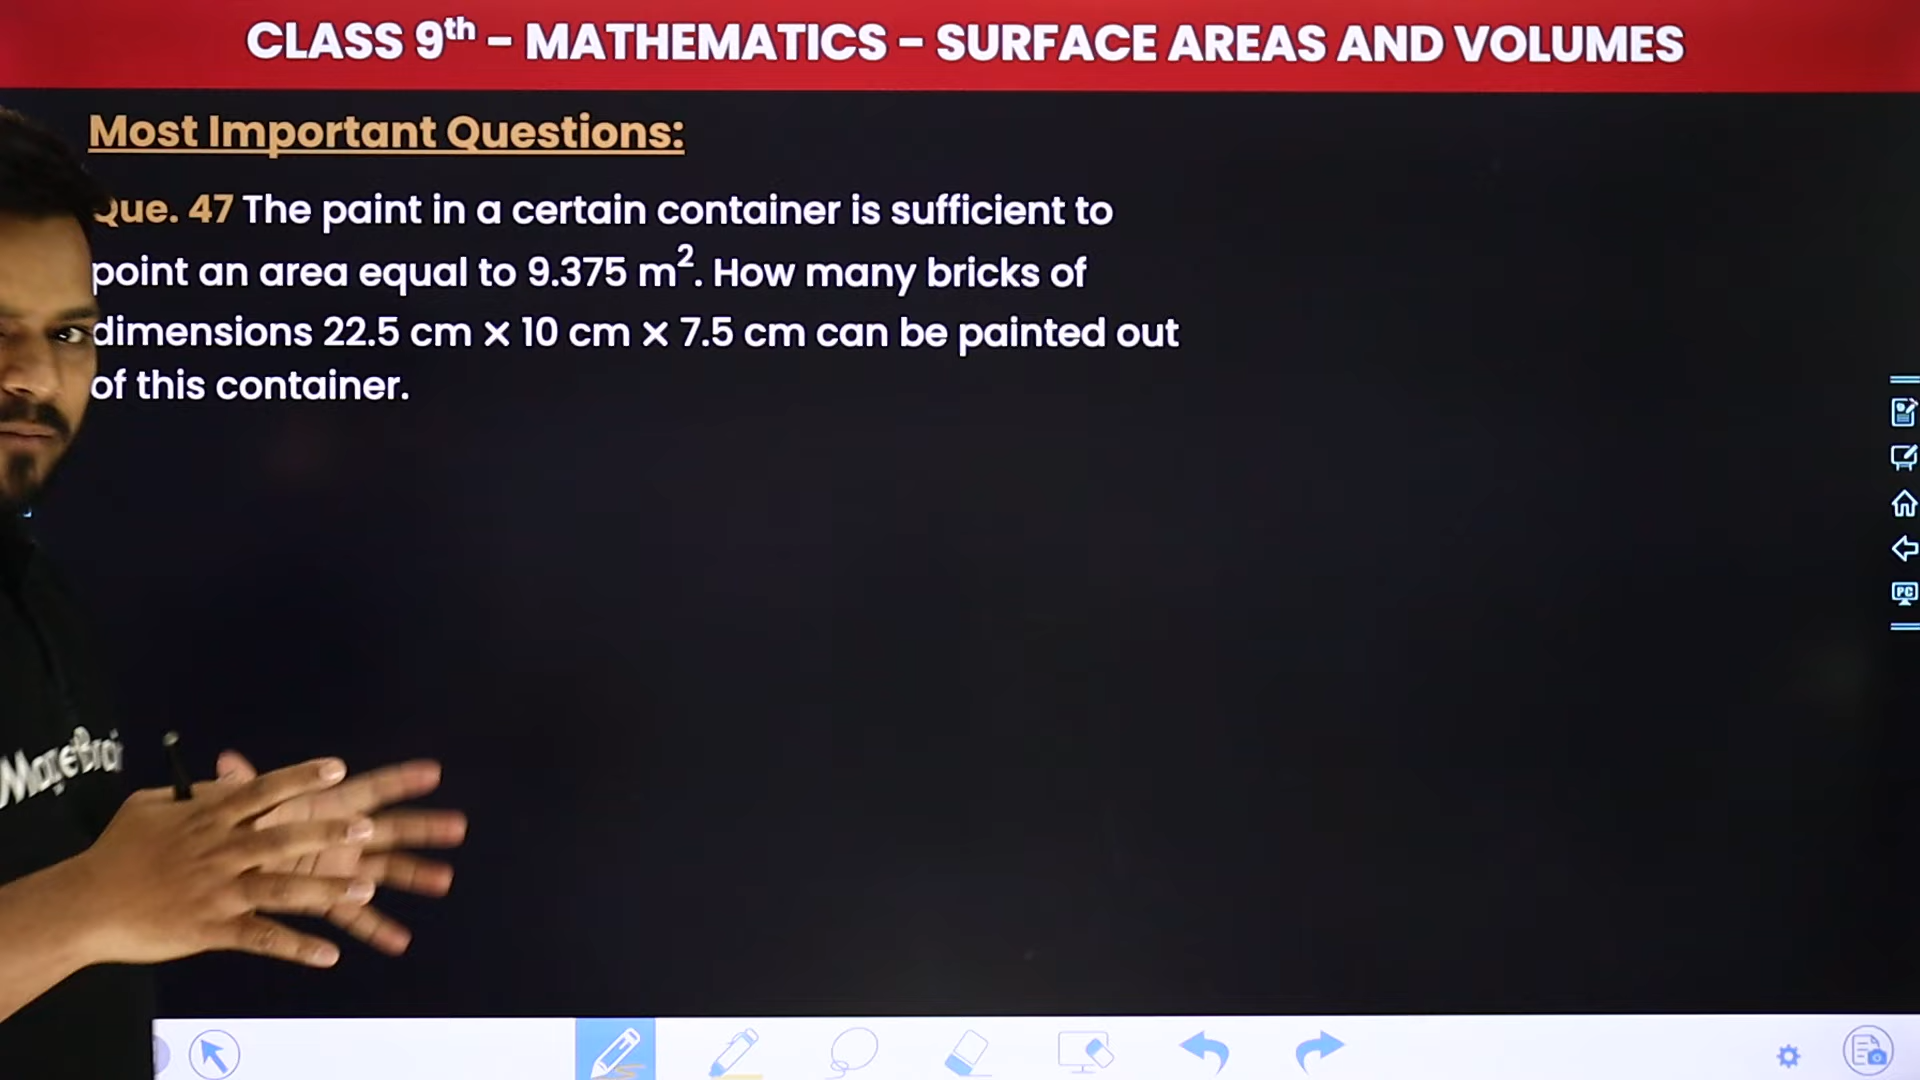 CLASS 9th - MATHEMATICS - SURFACE AREAS AND VOLUMES
Most Important Questions:
Que. 47 The paint in a certain container is sufficient to
point an area equal to 9.375 m². How many bricks of
dimensions 22.5 cm × 10 cm × 7.5 cm can be painted out
of this container.
PC